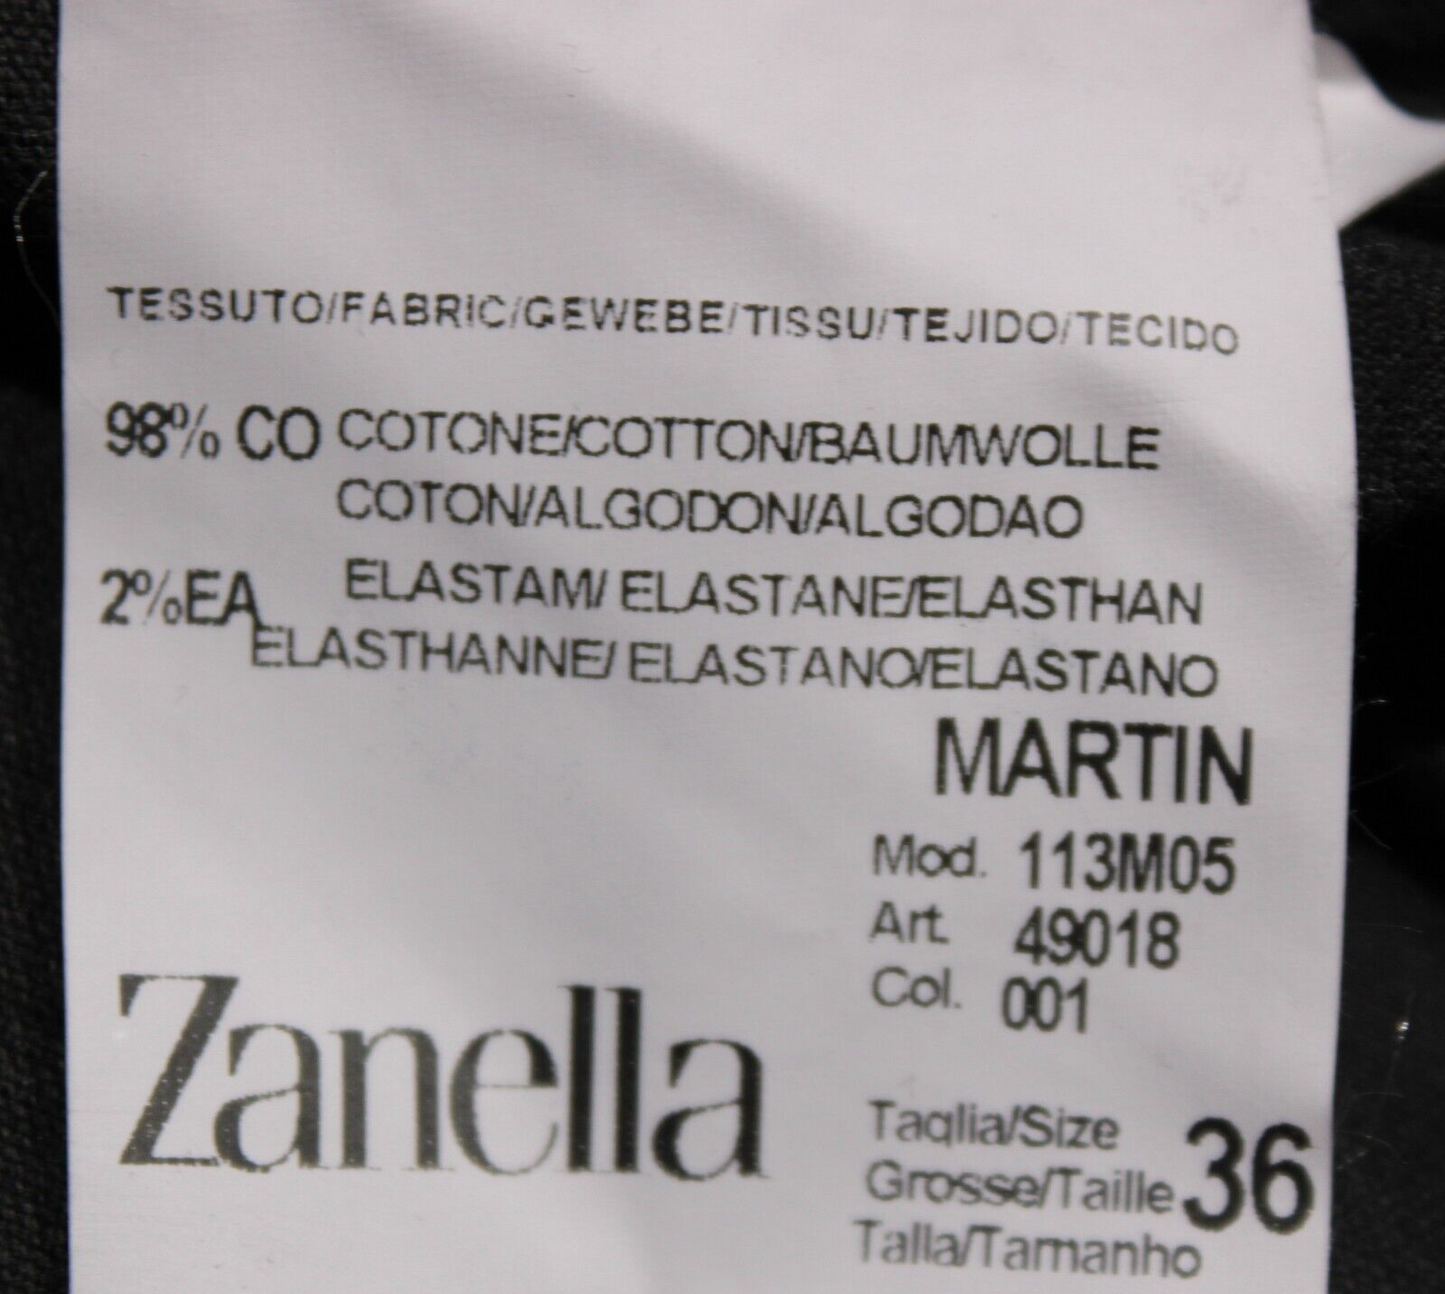 TESSUTO/FABRIC/GEWEBE/TISSU/TEJIDO/TECIDO
98% CO COTONE/COTTON/BAUMWOLLE
COTON/ALGODON/ALGODAO
2%EA ELASTAM/ ELASTANE/ELASTHAN
ELASTHANNE/ ELASTANO/ELASTANO
MARTIN
Mod. 113M05
Art. 49018
Col. 001
Zanella
Taglia/Size
Grosse/Taille 36
Talla/Tamanho